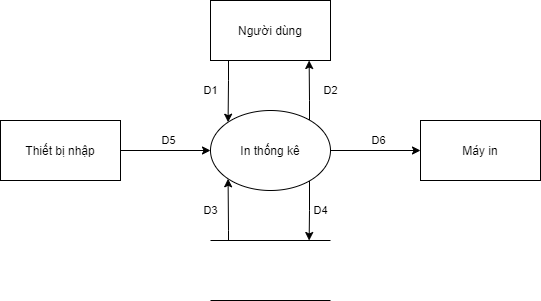 Người dùng
D1
D2
Thiết bị nhập
D5
In thống kê
D6
Máy in
D3
D4